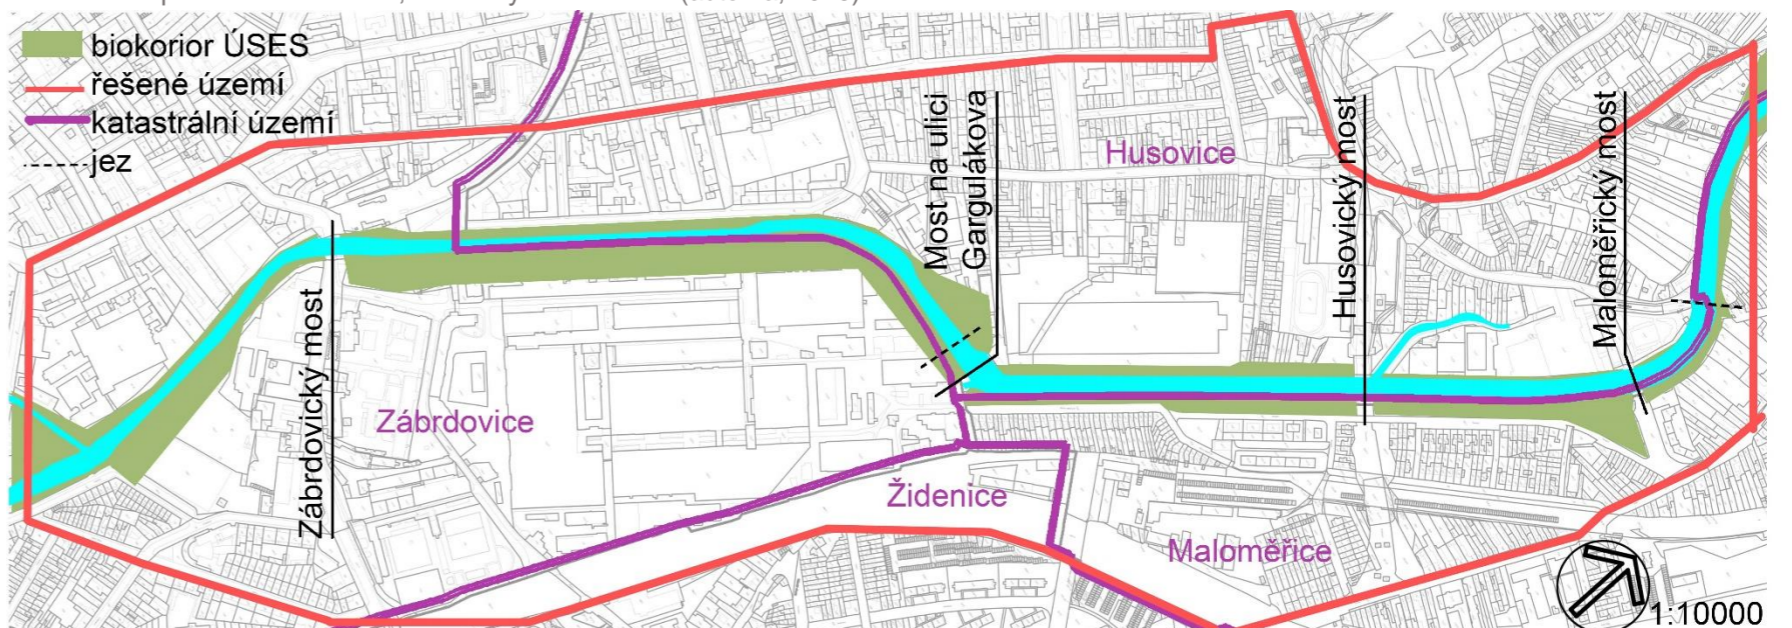 biokorior ÚSES
řešené území
katastrální území
jez
Most na ulici
Gargulákova
Husovice
Husovický most
Maloměřický most
Zábrdovický most
Zábrdovice
Židenice
Maloměřice
1:10000